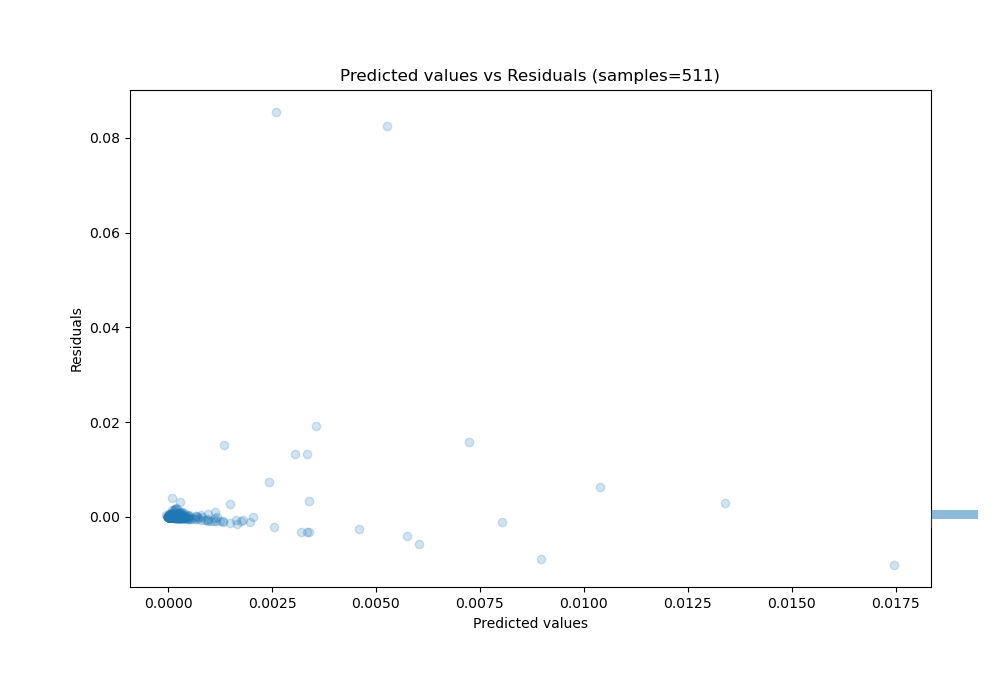 Predicted values vs Residuals (samples=511)
0.08
0.06
0.04
0.02
0.00
Residuals
0.0000 0.0025 0.0050 0.0075 0.0100 0.0125 0.0150 0.0175
Predicted values